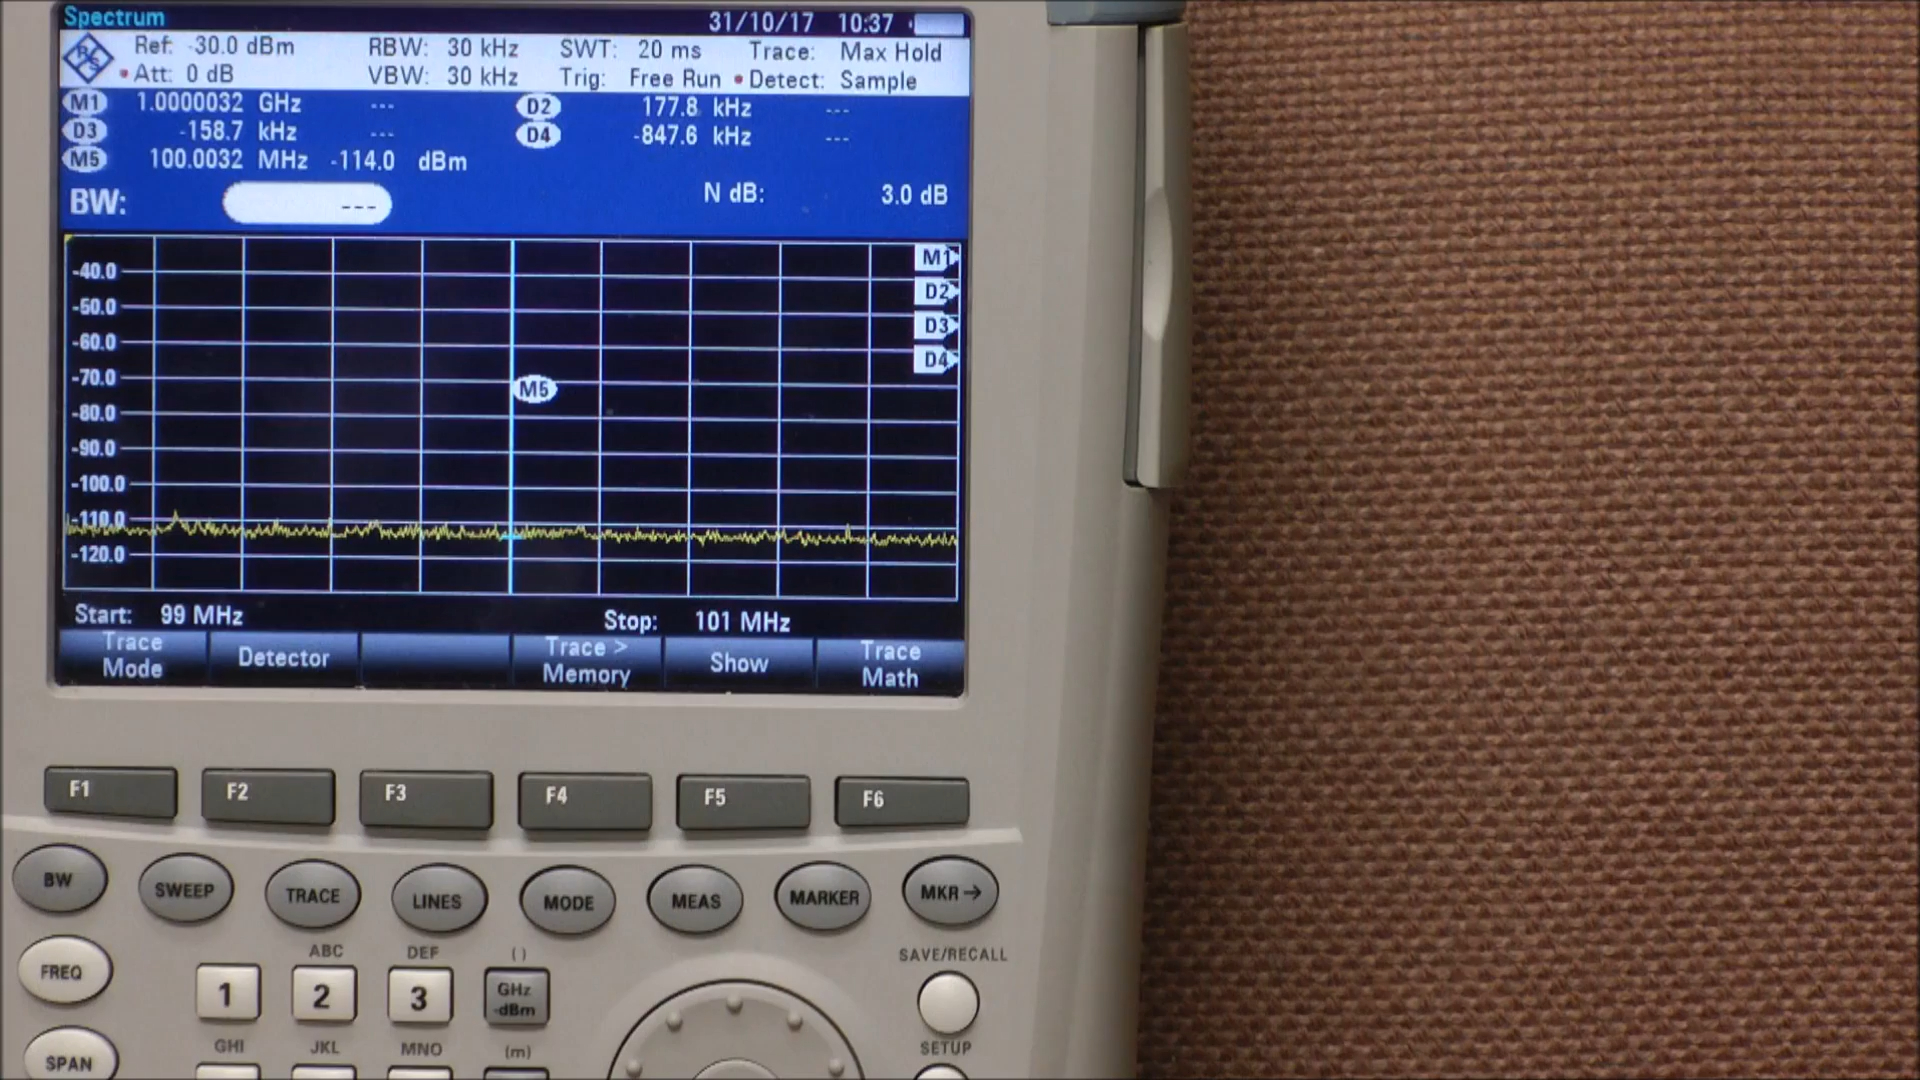 Spectrum 31/10/17 10:37
R/S Ref: -30.0 dBm RBW: 30 kHz SWT: 20 ms Trace: Max Hold
Att: 0 dB VBW: 30 kHz Trig: Free Run Detect: Sample
M1 1.0000032 GHz --- D2 177.8 kHz ---
D3 -158.7 kHz --- D4 -847.6 kHz ---
M5 100.0032 MHz -114.0 dBm
BW: --- N dB: 3.0 dB
M1
-40.0
D2
-50.0
D3
-60.0
D4
-70.0
M5
-80.0
-90.0
-100.0
-110.0
-120.0
Start: 99 MHz Stop: 101 MHz
Trace Mode Detector Trace > Memory Show Trace Math
F1 F2 F3 F4 F5 F6
BW SWEEP TRACE LINES MODE MEAS MARKER MKR→
ABC DEF ( ) SAVE/RECALL
FREQ 1 2 3 GHz -dBm
GHI JKL MNO (m) SETUP
SPAN